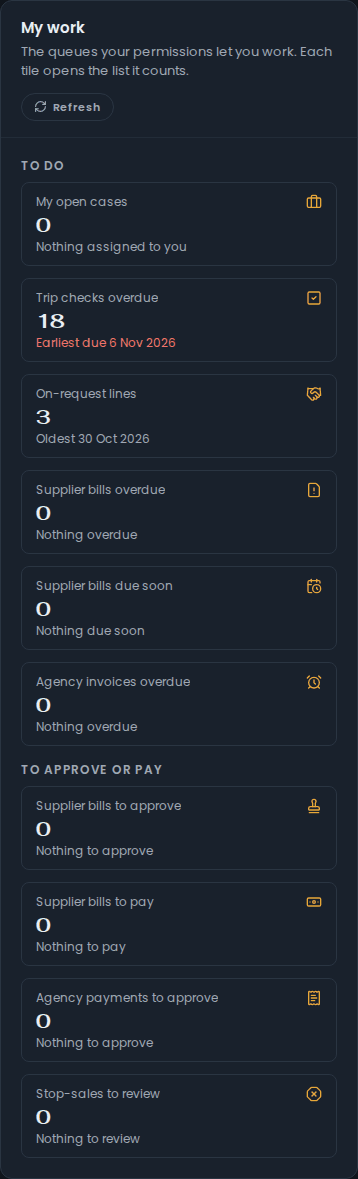 My work
The queues your permissions let you work. Each
tile opens the list it counts.
Refresh
TO DO
My open cases
0
Nothing assigned to you
Trip checks overdue
18
Earliest due 6 Nov 2026
On-request lines
3
Oldest 30 Oct 2026
Supplier bills overdue
0
Nothing overdue
Supplier bills due soon
0
Nothing due soon
Agency invoices overdue
0
Nothing overdue
TO APPROVE OR PAY
Supplier bills to approve
0
Nothing to approve
Supplier bills to pay
0
Nothing to pay
Agency payments to approve
0
Nothing to approve
Stop-sales to review
0
Nothing to review